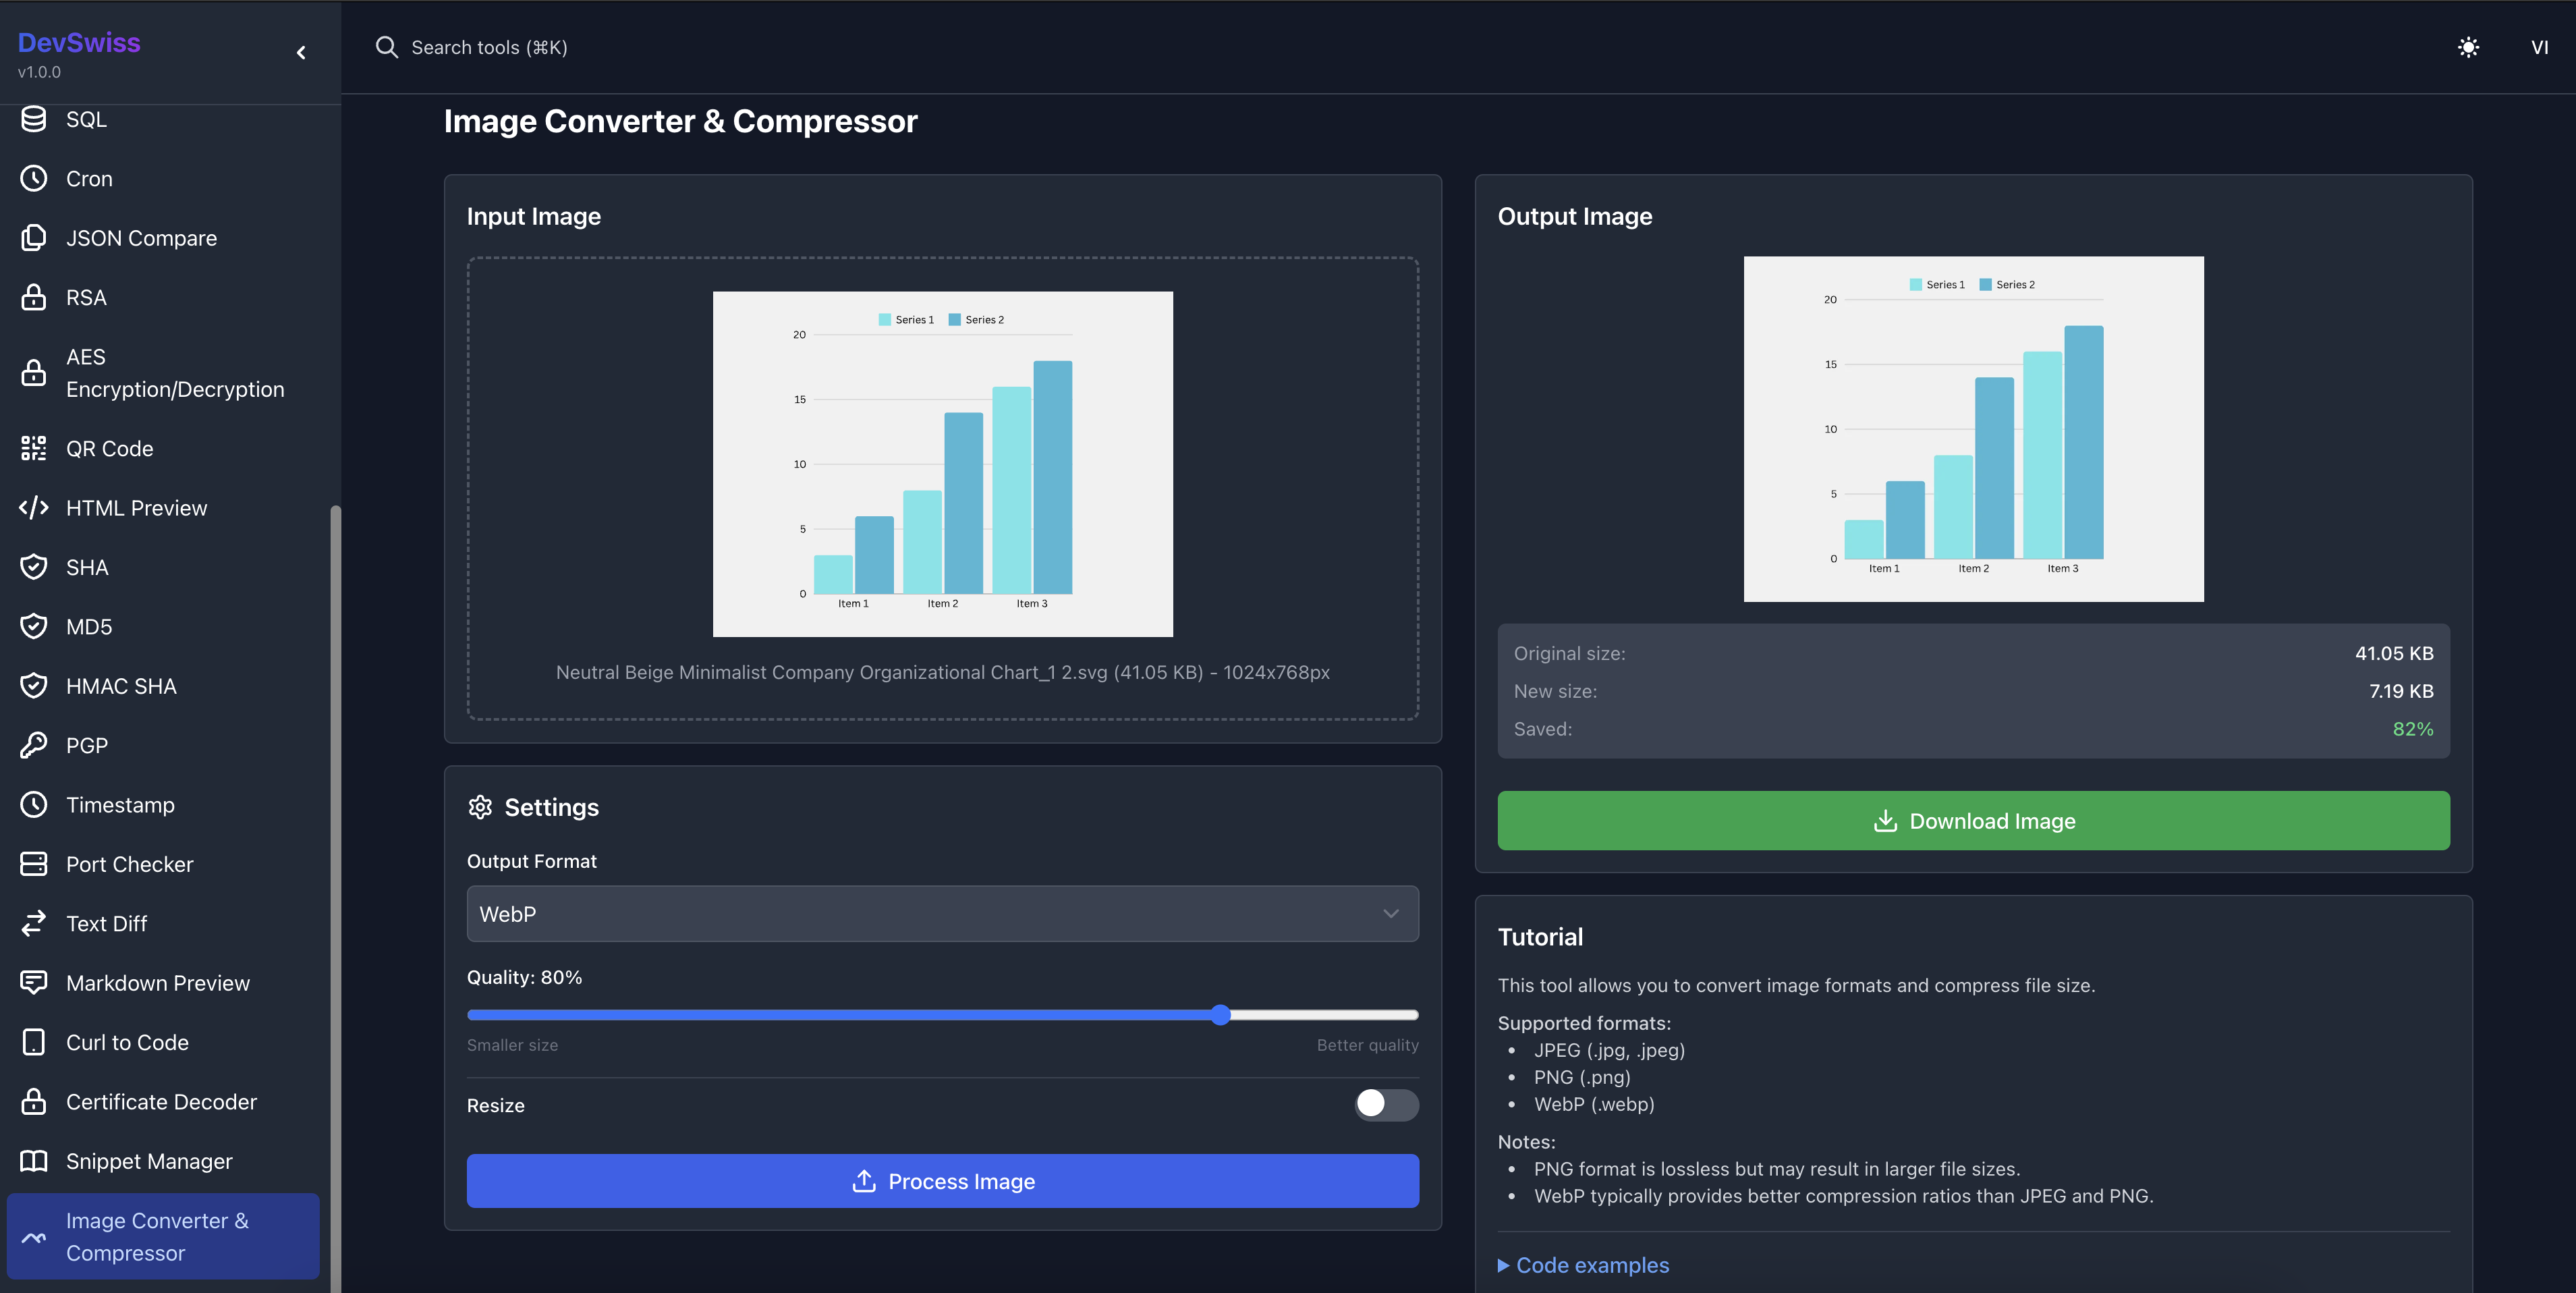 DevSwiss
v1.0.0
SQL
Cron
JSON Compare
RSA
AES
Encryption/Decryption
QR Code
HTML Preview
SHA
MD5
HMAC SHA
PGP
Timestamp
Port Checker
Text Diff
Markdown Preview
Curl to Code
Certificate Decoder
Snippet Manager
Image Converter &
Compressor
Search tools (⌘K)
VI
Image Converter & Compressor
Input Image
Series 1 Series 2
20
15
10
5
0
Item 1 Item 2 Item 3
Neutral Beige Minimalist Company Organizational Chart_1 2.svg (41.05 KB) - 1024x768px
Settings
Output Format
WebP
Quality: 80%
Smaller size Better quality
Resize
Process Image
Output Image
Series 1 Series 2
20
15
10
5
0
Item 1 Item 2 Item 3
Original size: 41.05 KB
New size: 7.19 KB
Saved: 82%
Download Image
Tutorial
This tool allows you to convert image formats and compress file size.
Supported formats:
• JPEG (.jpg, .jpeg)
• PNG (.png)
• WebP (.webp)
Notes:
• PNG format is lossless but may result in larger file sizes.
• WebP typically provides better compression ratios than JPEG and PNG.
Code examples